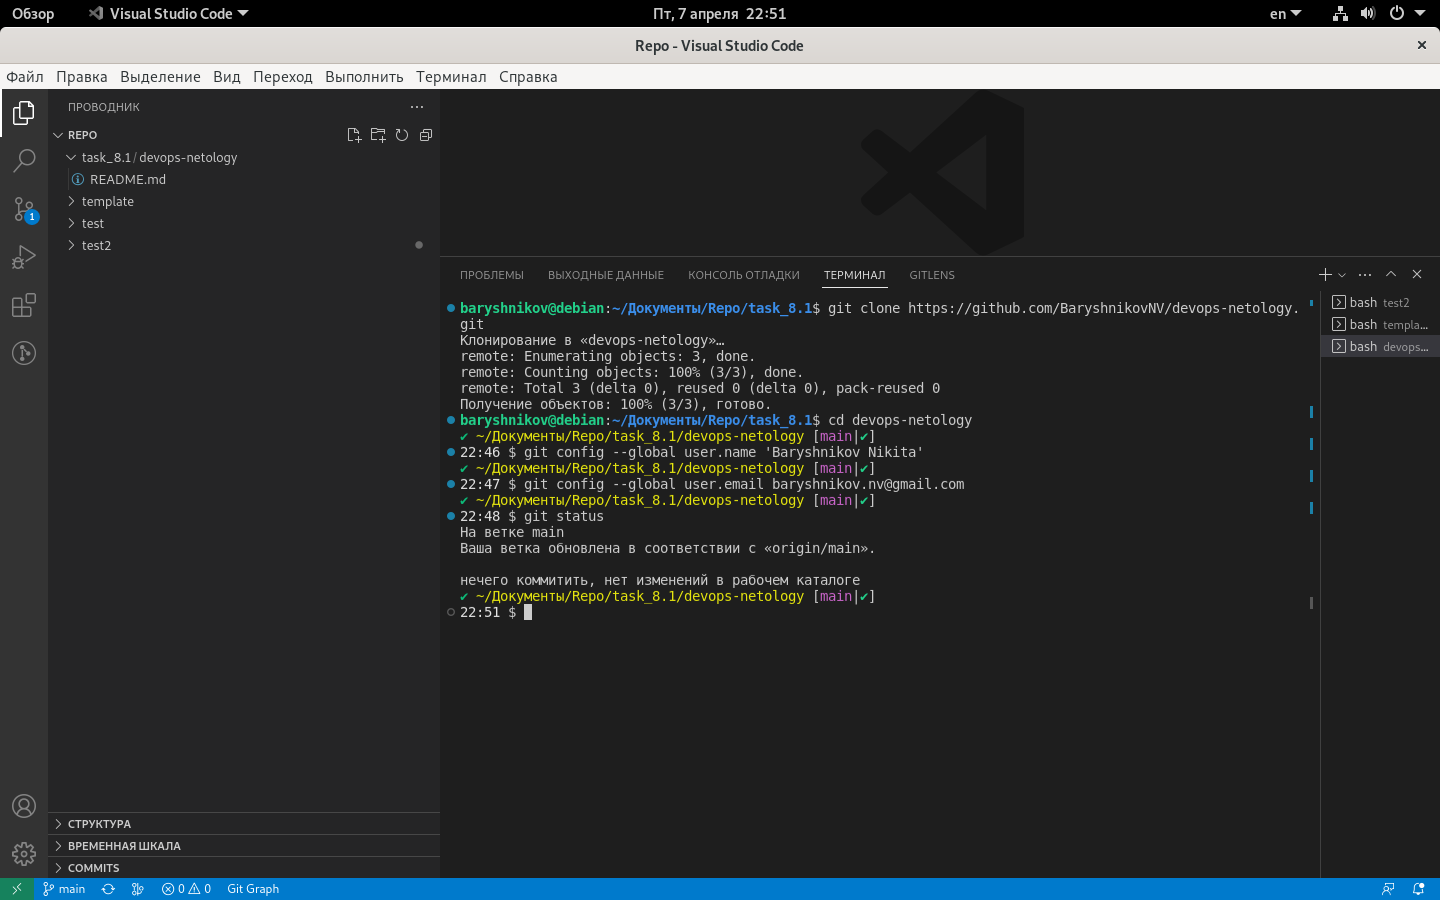 Обзор
Visual Studio Code
Пт, 7 апреля 22:51
en
Repo - Visual Studio Code
Файл Правка Выделение Вид Переход Выполнить Терминал Справка
ПРОВОДНИК
REPO
task_8.1 / devops-netology
README.md
template
test
test2
1
СТРУКТУРА
ВРЕМЕННАЯ ШКАЛА
COMMITS
ПРОБЛЕМЫ ВЫХОДНЫЕ ДАННЫЕ КОНСОЛЬ ОТЛАДКИ ТЕРМИНАЛ GITLENS
baryshnikov@debian:~/Документы/Repo/task_8.1$ git clone https://github.com/BaryshnikovNV/devops-netology.
git
Клонирование в «devops-netology»…
remote: Enumerating objects: 3, done.
remote: Counting objects: 100% (3/3), done.
remote: Total 3 (delta 0), reused 0 (delta 0), pack-reused 0
Получение объектов: 100% (3/3), готово.
baryshnikov@debian:~/Документы/Repo/task_8.1$ cd devops-netology
✔ ~/Документы/Repo/task_8.1/devops-netology [main|✔]
22:46 $ git config --global user.name 'Baryshnikov Nikita'
✔ ~/Документы/Repo/task_8.1/devops-netology [main|✔]
22:47 $ git config --global user.email baryshnikov.nv@gmail.com
✔ ~/Документы/Repo/task_8.1/devops-netology [main|✔]
22:48 $ git status
На ветке main
Ваша ветка обновлена в соответствии с «origin/main».
нечего коммитить, нет изменений в рабочем каталоге
✔ ~/Документы/Repo/task_8.1/devops-netology [main|✔]
22:51 $
bash test2
bash templa…
bash devops…
main
0 0
Git Graph